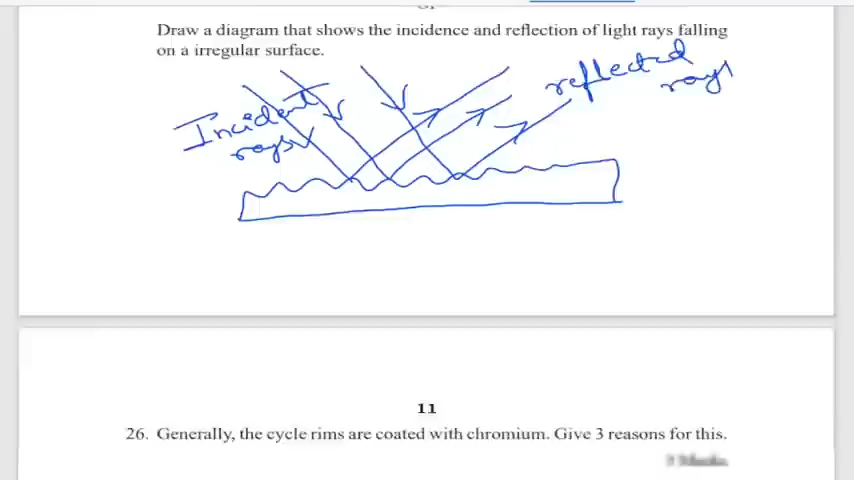 Draw a diagram that shows the incidence and reflection of light rays falling
on a irregular surface.
reflected
rays
Incident
rays
11
26. Generally, the cycle rims are coated with chromium. Give 3 reasons for this.